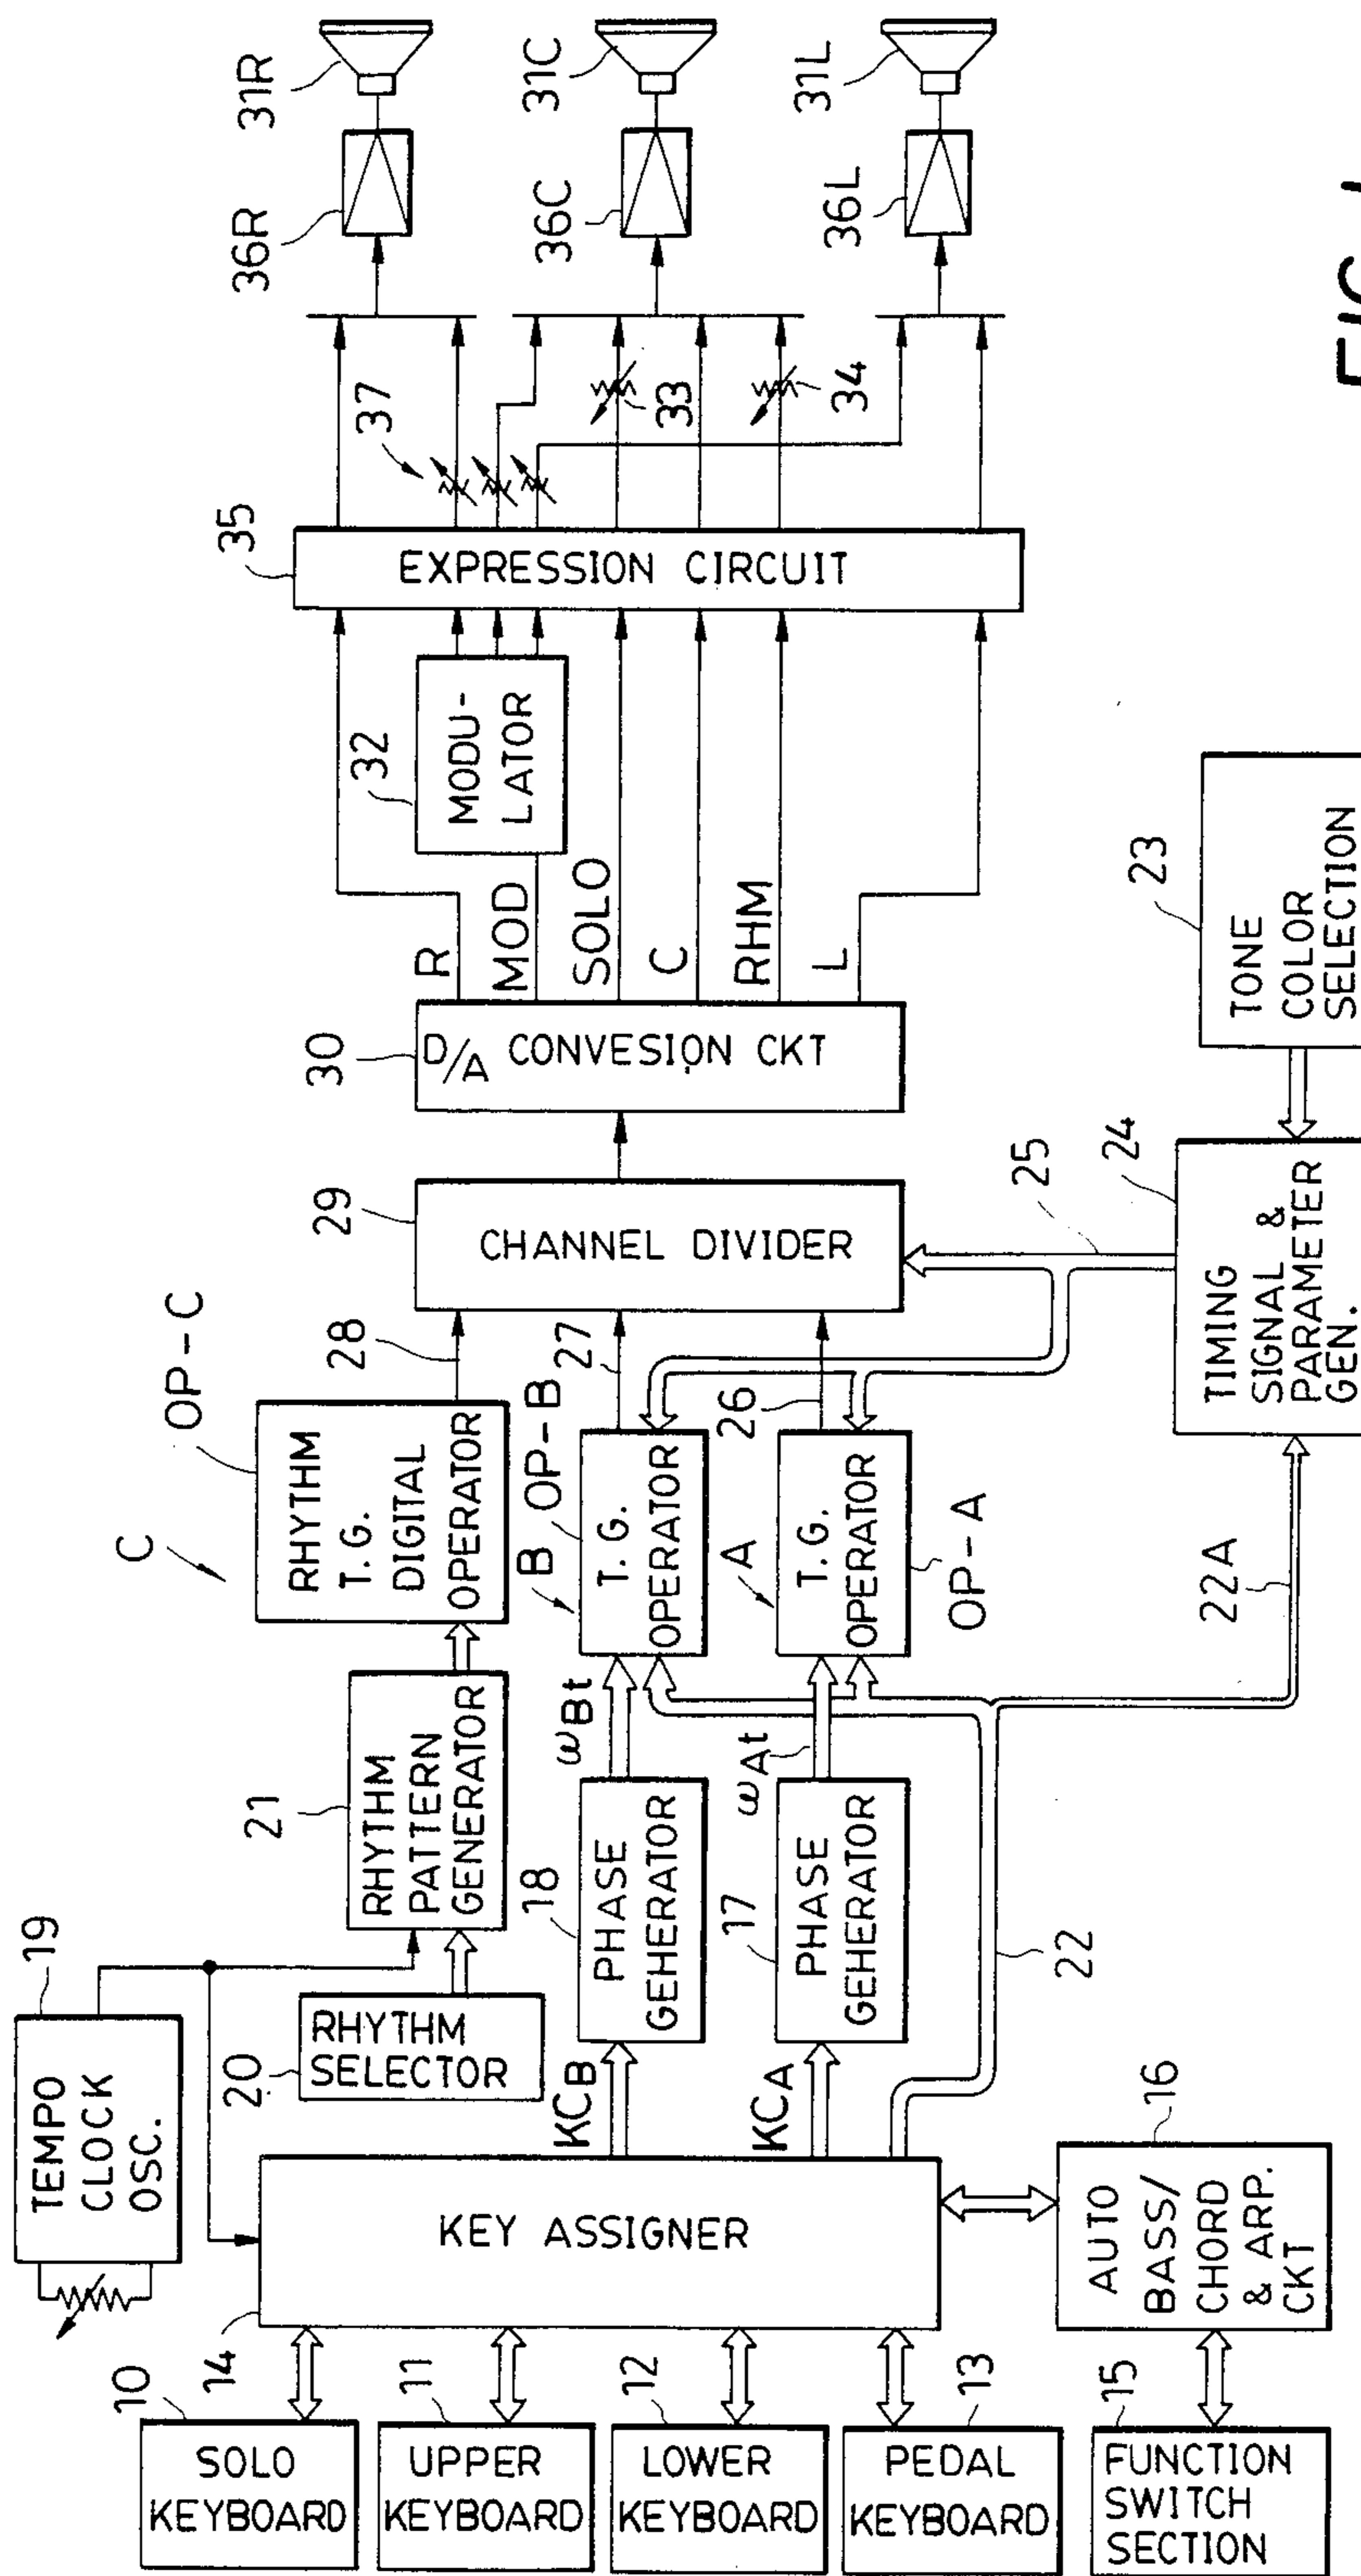 TEMPO
CLOCK
OSC.
19
SOLO
KEYBOARD
10
UPPER
KEYBOARD
11
LOWER
KEYBOARD
12
PEDAL
KEYBOARD
13
FUNCTION
SWITCH
SECTION
15
14
KEY ASSIGNER
AUTO
BASS/
CHORD
& ARP.
CKT
16
RHYTHM
SELECTOR
20
RHYTHM
PATTERN
GENERATOR
21
KCB
PHASE
GEHERATOR
18
KCA
PHASE
GEHERATOR
17
ωBt
ωAt
22
22A
C
RHYTHM
T. G.
DIGITAL
OPERATOR
OP-C
28
B
T. G.
OPERATOR
OP-B
27
A
T. G.
OPERATOR
OP-A
26
CHANNEL DIVIDER
29
25
TIMING
SIGNAL &
PARAMETER
GEN.
24
TONE
COLOR
SELECTION
23
D/A CONVESION CKT
30
R
MOD
SOLO
C
RHM
L
MODU-
LATOR
32
EXPRESSION CIRCUIT
35
37
33
34
36R
31R
36C
31C
36L
31L